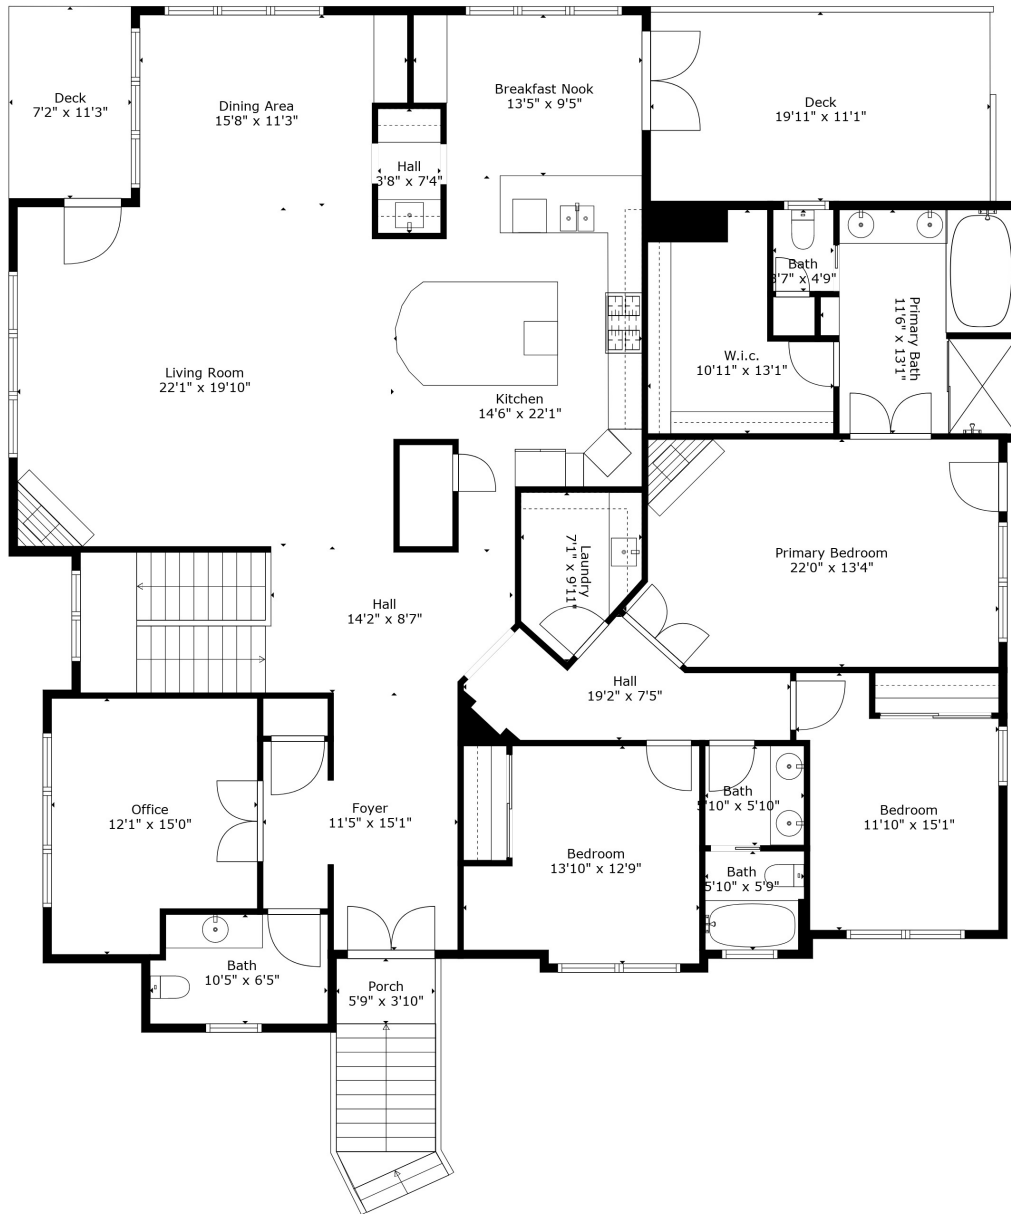 Deck
7'2" x 11'3"
Dining Area
15'8" x 11'3"
Breakfast Nook
13'5" x 9'5"
Deck
19'11" x 11'1"
Hall
3'8" x 7'4"
Bath
3'7" x 4'9"
Primary Bath
11'6" x 13'1"
W.i.c.
10'11" x 13'1"
Living Room
22'1" x 19'10"
Kitchen
14'6" x 22'1"
Laundry
7'1" x 9'11"
Primary Bedroom
22'0" x 13'4"
Hall
14'2" x 8'7"
Hall
19'2" x 7'5"
Office
12'1" x 15'0"
Foyer
11'5" x 15'1"
Bath
5'10" x 5'10"
Bedroom
11'10" x 15'1"
Bedroom
13'10" x 12'9"
Bath
5'10" x 5'9"
Bath
10'5" x 6'5"
Porch
5'9" x 3'10"